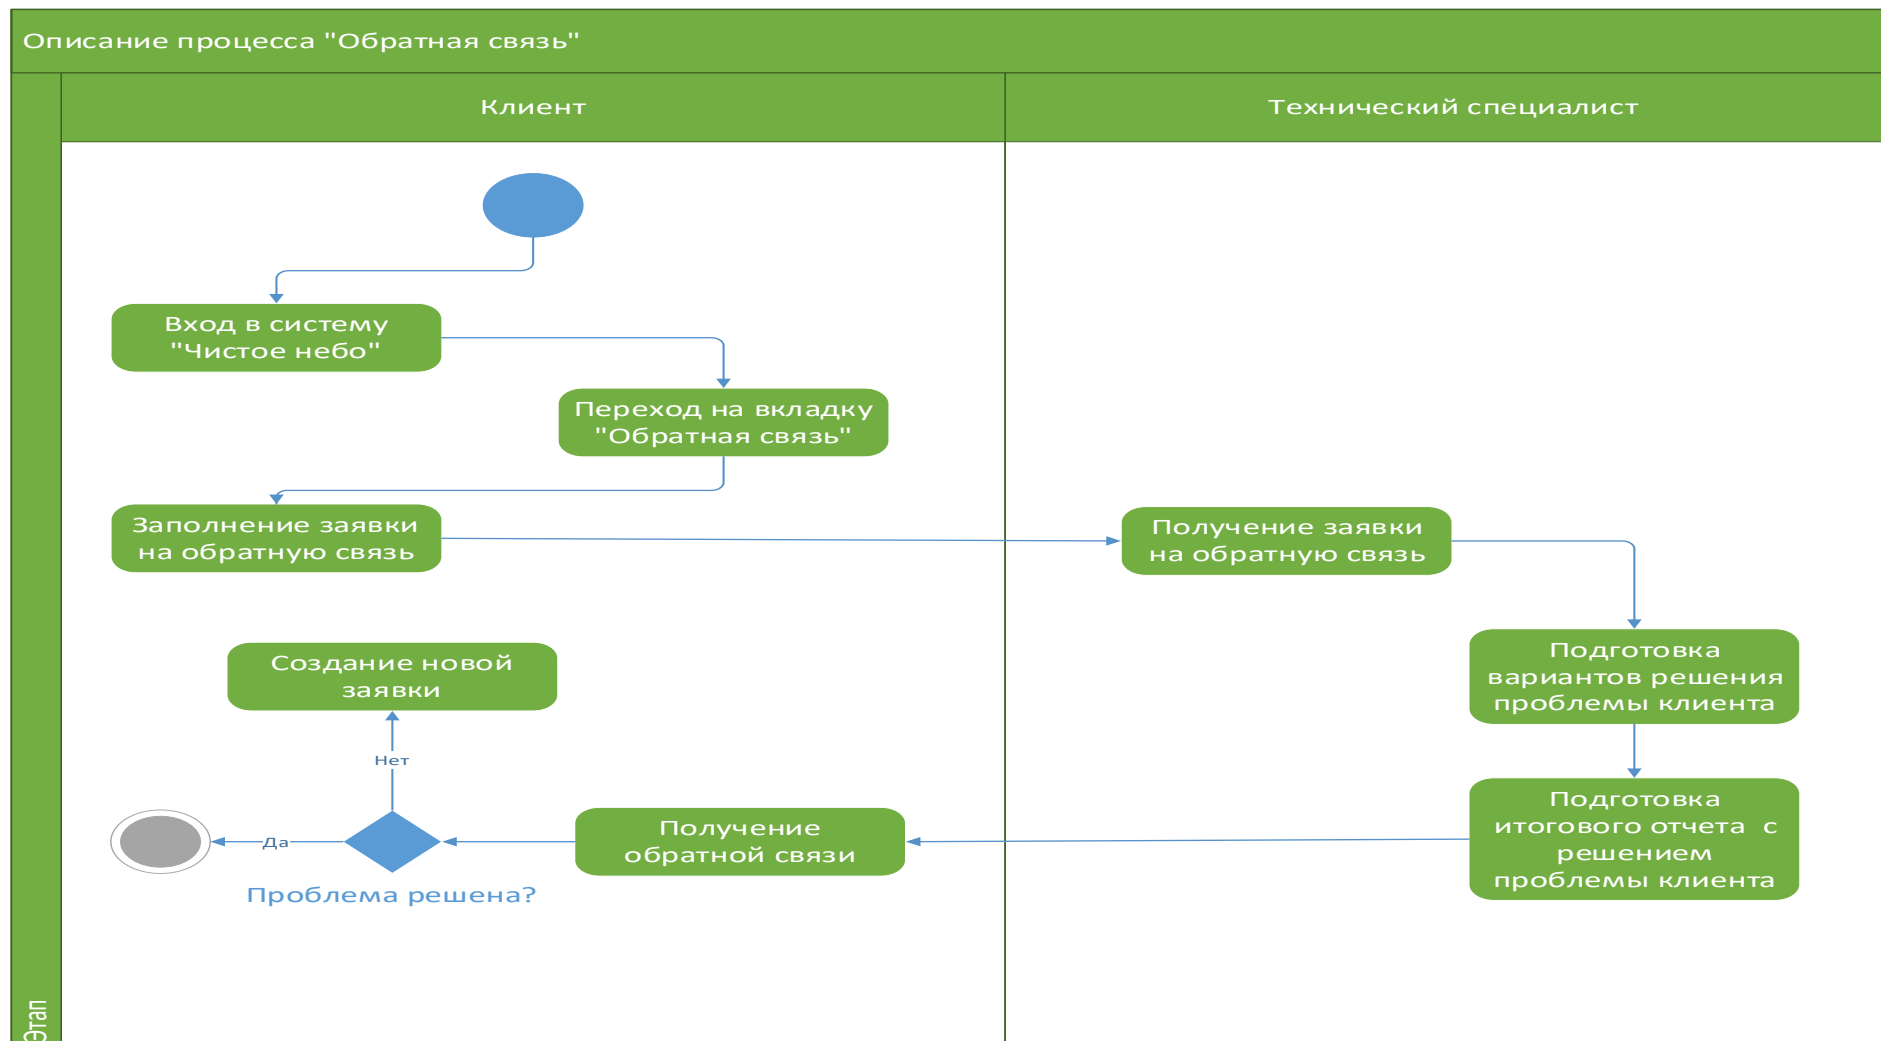 Описание процесса "Обратная связь"
Клиент
Технический специалист
Вход в систему
"Чистое небо"
Переход на вкладку
"Обратная связь"
Заполнение заявки
на обратную связь
Получение заявки
на обратную связь
Подготовка
вариантов решения
проблемы клиента
Создание новой
заявки
Нет
Подготовка
итогового отчета с
решением
проблемы клиента
Получение
обратной связи
Да
Проблема решена?
Этап